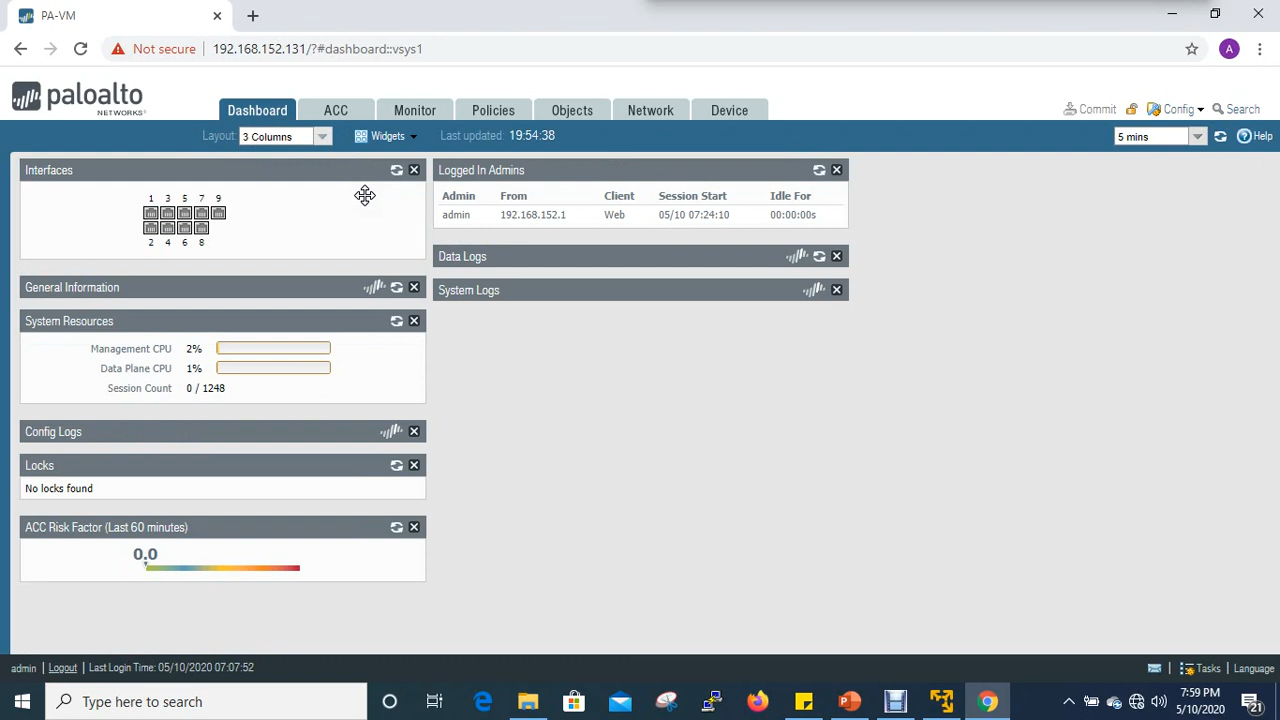 PA-VM
Not secure 192.168.152.131/?#dashboard::vsys1
A
paloalto
NETWORKS®
Dashboard ACC Monitor Policies Objects Network Device
Commit Config Search
Layout: 3 Columns Widgets Last updated: 19:54:38 5 mins Help
Interfaces
1 3 5 7 9
2 4 6 8
General Information
System Resources
Management CPU 2%
Data Plane CPU 1%
Session Count 0 / 1248
Config Logs
Locks
No locks found
ACC Risk Factor (Last 60 minutes)
0.0
Logged In Admins
Admin From Client Session Start Idle For
admin 192.168.152.1 Web 05/10 07:24:10 00:00:00s
Data Logs
System Logs
admin | Logout | Last Login Time: 05/10/2020 07:07:52 Tasks | Language
Type here to search
7:59 PM
5/10/2020
21